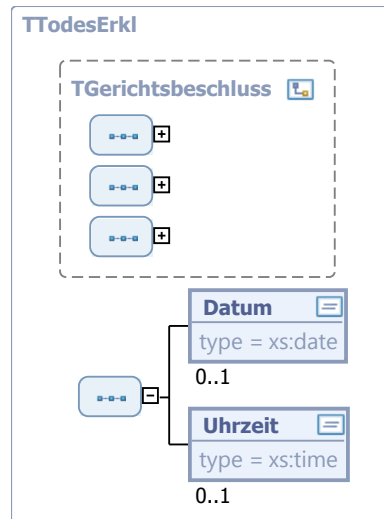 TTodesErkl
TGerichtsbeschluss
Datum
type = xs:date
0..1
Uhrzeit
type = xs:time
0..1